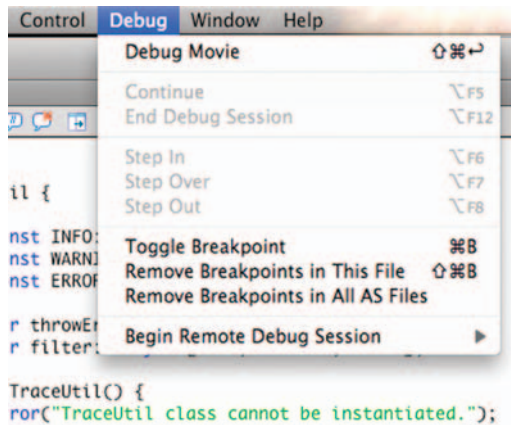 Control Debug Window Help
Debug Movie ⇧⌘↩
Continue ⌥F5
End Debug Session ⌥F12
Step In ⌥F6
Step Over ⌥F7
Step Out ⌥F8
il {
nst INFO:
nst WARNI
nst ERROR
Toggle Breakpoint ⌘B
Remove Breakpoints in This File ⇧⌘B
Remove Breakpoints in All AS Files
r throwEr
r filter:
Begin Remote Debug Session ▶
TraceUtil() {
ror("TraceUtil class cannot be instantiated.");